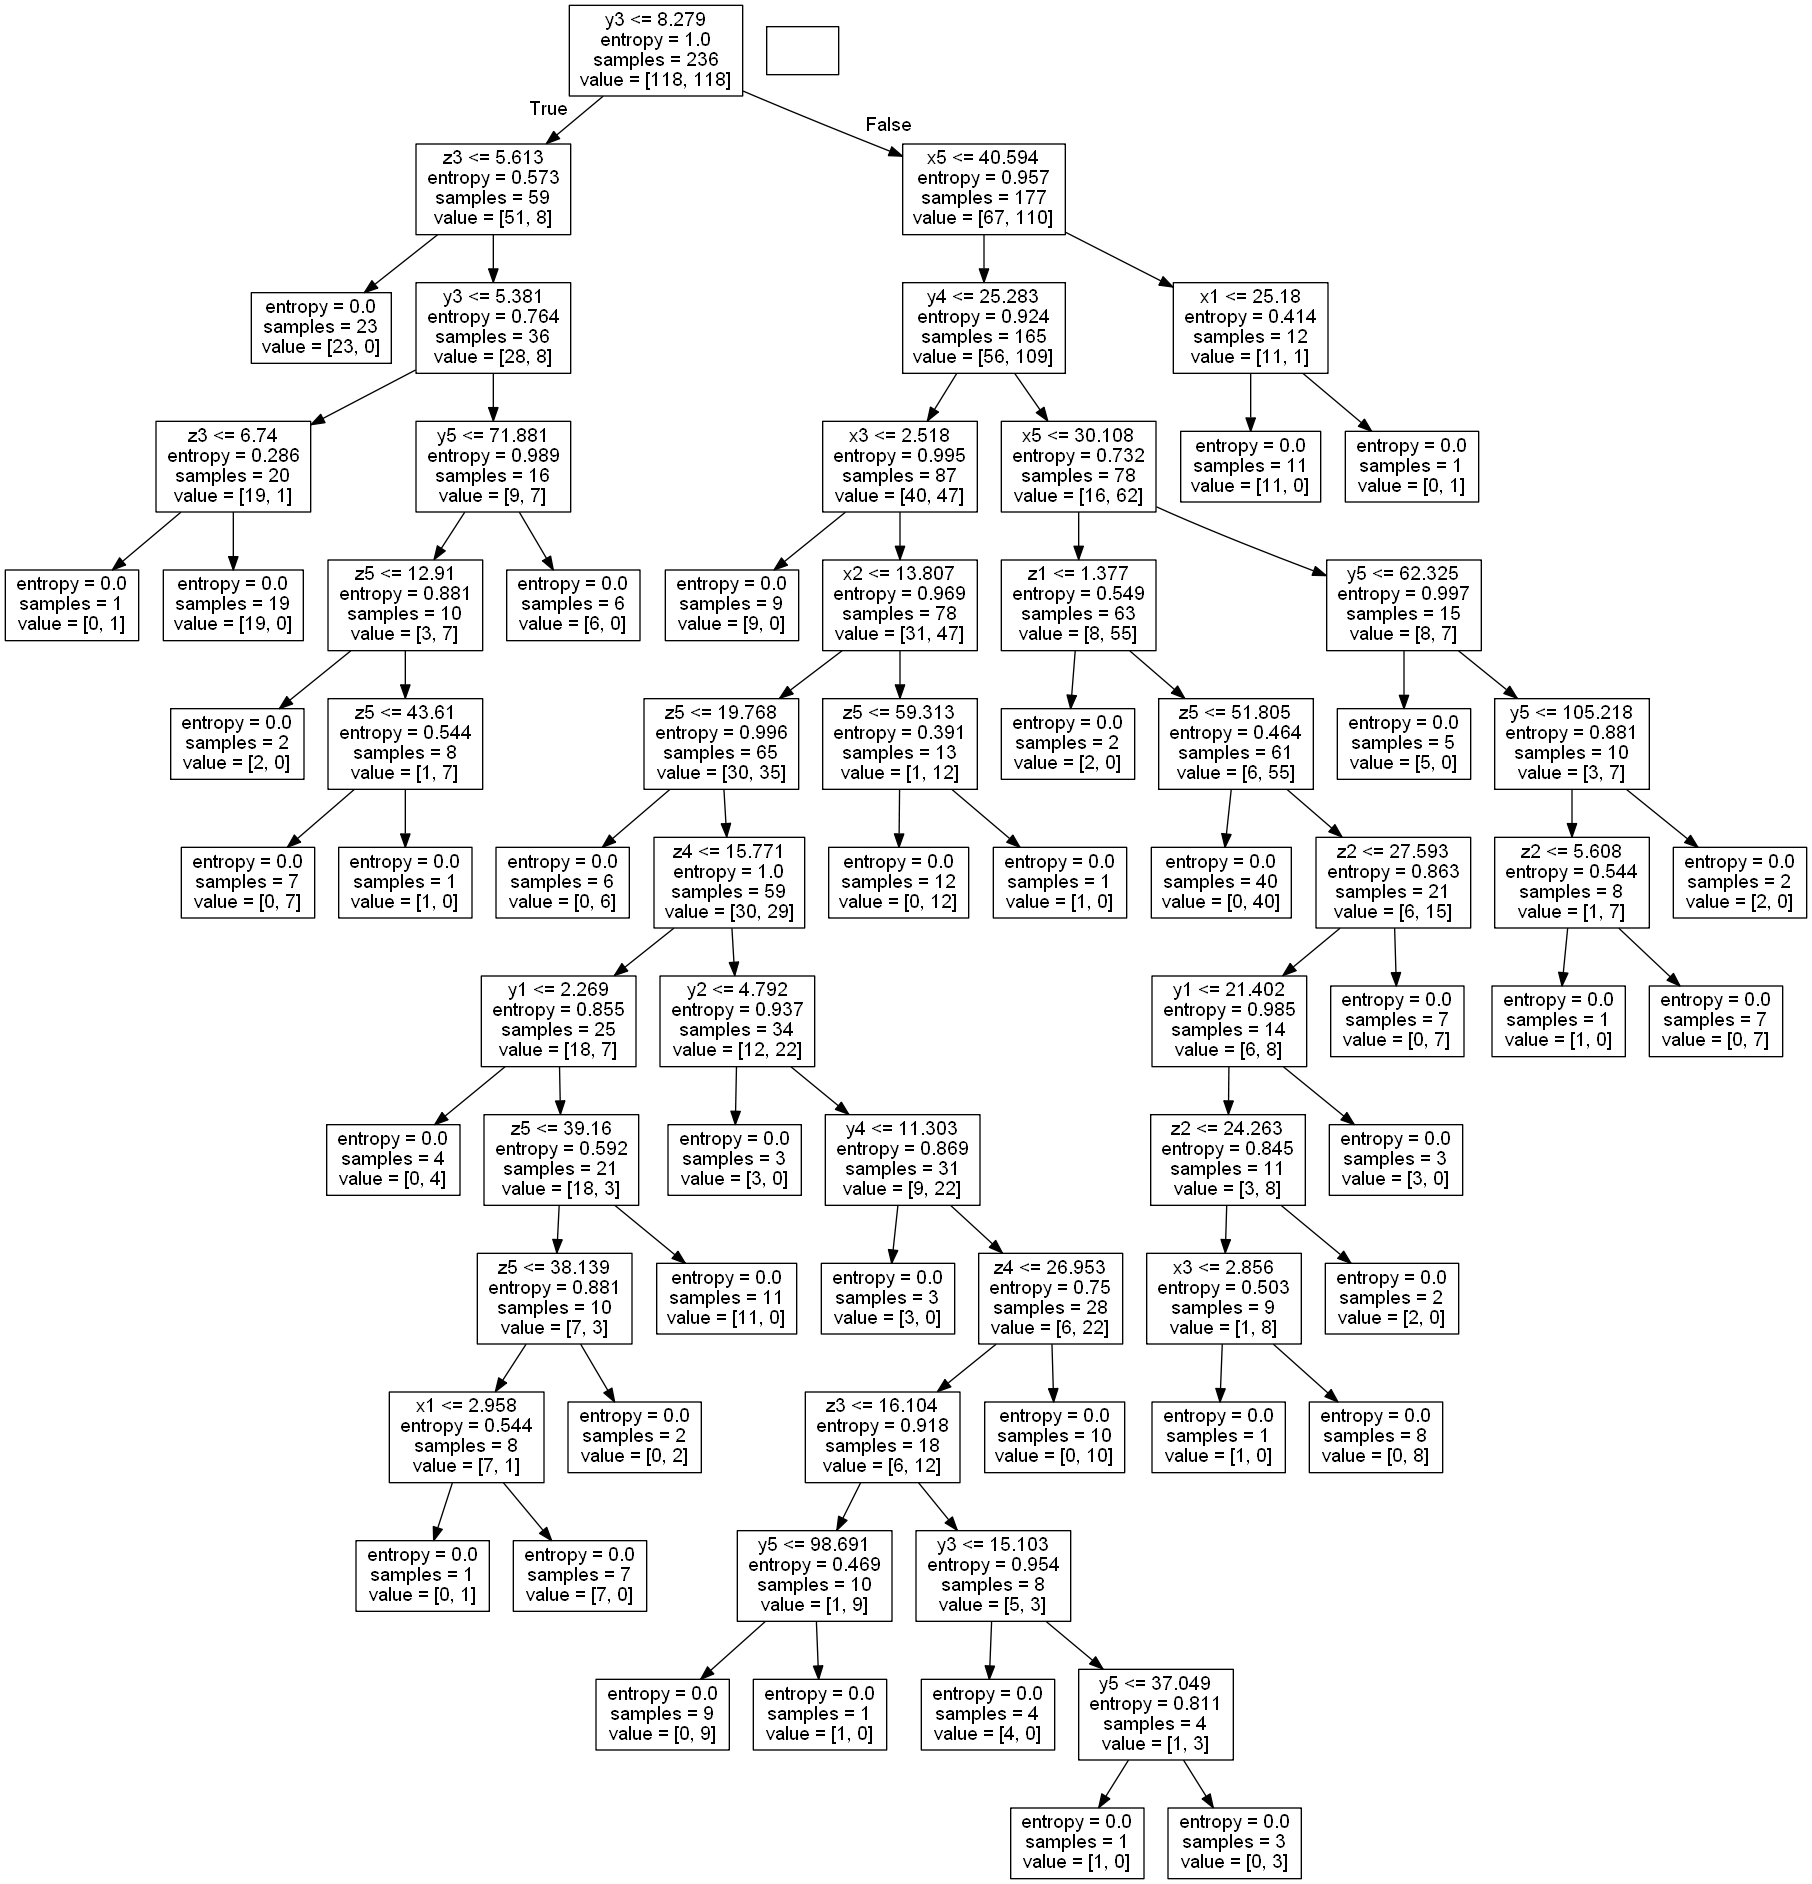 y3 <= 8.279
entropy = 1.0
samples = 236
value = [118, 118]
True
False
z3 <= 5.613
entropy = 0.573
samples = 59
value = [51, 8]
x5 <= 40.594
entropy = 0.957
samples = 177
value = [67, 110]
entropy = 0.0
samples = 23
value = [23, 0]
y3 <= 5.381
entropy = 0.764
samples = 36
value = [28, 8]
y4 <= 25.283
entropy = 0.924
samples = 165
value = [56, 109]
x1 <= 25.18
entropy = 0.414
samples = 12
value = [11, 1]
z3 <= 6.74
entropy = 0.286
samples = 20
value = [19, 1]
y5 <= 71.881
entropy = 0.989
samples = 16
value = [9, 7]
x3 <= 2.518
entropy = 0.995
samples = 87
value = [40, 47]
x5 <= 30.108
entropy = 0.732
samples = 78
value = [16, 62]
entropy = 0.0
samples = 11
value = [11, 0]
entropy = 0.0
samples = 1
value = [0, 1]
entropy = 0.0
samples = 1
value = [0, 1]
entropy = 0.0
samples = 19
value = [19, 0]
z5 <= 12.91
entropy = 0.881
samples = 10
value = [3, 7]
entropy = 0.0
samples = 6
value = [6, 0]
entropy = 0.0
samples = 9
value = [9, 0]
x2 <= 13.807
entropy = 0.969
samples = 78
value = [31, 47]
z1 <= 1.377
entropy = 0.549
samples = 63
value = [8, 55]
y5 <= 62.325
entropy = 0.997
samples = 15
value = [8, 7]
entropy = 0.0
samples = 2
value = [2, 0]
z5 <= 43.61
entropy = 0.544
samples = 8
value = [1, 7]
z5 <= 19.768
entropy = 0.996
samples = 65
value = [30, 35]
z5 <= 59.313
entropy = 0.391
samples = 13
value = [1, 12]
entropy = 0.0
samples = 2
value = [2, 0]
z5 <= 51.805
entropy = 0.464
samples = 61
value = [6, 55]
entropy = 0.0
samples = 5
value = [5, 0]
y5 <= 105.218
entropy = 0.881
samples = 10
value = [3, 7]
entropy = 0.0
samples = 7
value = [0, 7]
entropy = 0.0
samples = 1
value = [1, 0]
entropy = 0.0
samples = 6
value = [0, 6]
z4 <= 15.771
entropy = 1.0
samples = 59
value = [30, 29]
entropy = 0.0
samples = 12
value = [0, 12]
entropy = 0.0
samples = 1
value = [1, 0]
entropy = 0.0
samples = 40
value = [0, 40]
z2 <= 27.593
entropy = 0.863
samples = 21
value = [6, 15]
z2 <= 5.608
entropy = 0.544
samples = 8
value = [1, 7]
entropy = 0.0
samples = 2
value = [2, 0]
y1 <= 2.269
entropy = 0.855
samples = 25
value = [18, 7]
y2 <= 4.792
entropy = 0.937
samples = 34
value = [12, 22]
y1 <= 21.402
entropy = 0.985
samples = 14
value = [6, 8]
entropy = 0.0
samples = 7
value = [0, 7]
entropy = 0.0
samples = 1
value = [1, 0]
entropy = 0.0
samples = 7
value = [0, 7]
entropy = 0.0
samples = 4
value = [0, 4]
z5 <= 39.16
entropy = 0.592
samples = 21
value = [18, 3]
entropy = 0.0
samples = 3
value = [3, 0]
y4 <= 11.303
entropy = 0.869
samples = 31
value = [9, 22]
z2 <= 24.263
entropy = 0.845
samples = 11
value = [3, 8]
entropy = 0.0
samples = 3
value = [3, 0]
z5 <= 38.139
entropy = 0.881
samples = 10
value = [7, 3]
entropy = 0.0
samples = 11
value = [11, 0]
entropy = 0.0
samples = 3
value = [3, 0]
z4 <= 26.953
entropy = 0.75
samples = 28
value = [6, 22]
x3 <= 2.856
entropy = 0.503
samples = 9
value = [1, 8]
entropy = 0.0
samples = 2
value = [2, 0]
x1 <= 2.958
entropy = 0.544
samples = 8
value = [7, 1]
entropy = 0.0
samples = 2
value = [0, 2]
z3 <= 16.104
entropy = 0.918
samples = 18
value = [6, 12]
entropy = 0.0
samples = 10
value = [0, 10]
entropy = 0.0
samples = 1
value = [1, 0]
entropy = 0.0
samples = 8
value = [0, 8]
entropy = 0.0
samples = 1
value = [0, 1]
entropy = 0.0
samples = 7
value = [7, 0]
y5 <= 98.691
entropy = 0.469
samples = 10
value = [1, 9]
y3 <= 15.103
entropy = 0.954
samples = 8
value = [5, 3]
entropy = 0.0
samples = 9
value = [0, 9]
entropy = 0.0
samples = 1
value = [1, 0]
entropy = 0.0
samples = 4
value = [4, 0]
y5 <= 37.049
entropy = 0.811
samples = 4
value = [1, 3]
entropy = 0.0
samples = 1
value = [1, 0]
entropy = 0.0
samples = 3
value = [0, 3]